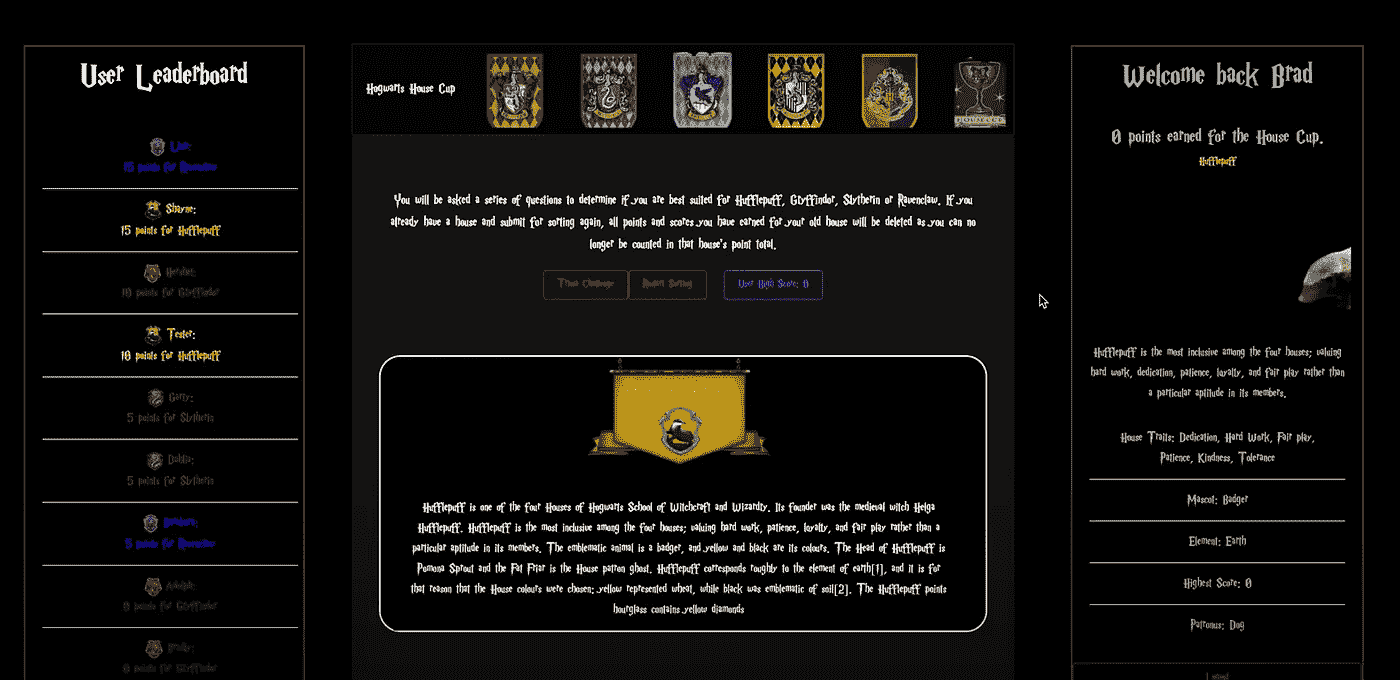 User Leaderboard
15 points for Ravenclaw
Shayne:
15 points for Hufflepuff
10 points for Gryffindor
Tester:
10 points for Hufflepuff
Garry:
5 points for Slytherin
Dobby:
5 points for Slytherin
5 points for Ravenclaw
0 points for Gryffindor
0 points for Gryffindor
Hogwarts House Cup
HOUSE CUP
You will be asked a series of questions to determine if you are best suited for Hufflepuff, Gryffindor, Slytherin or Ravenclaw. If you
already have a house and submit for sorting again, all points and scores you have earned for your old house will be deleted as you can no
longer be counted in that house's point total.
Trivia Challenge
Restart Sorting
User High Score: 0
Hufflepuff is one of the four Houses of Hogwarts School of Witchcraft and Wizardry. Its founder was the medieval witch Helga
Hufflepuff. Hufflepuff is the most inclusive among the four houses; valuing hard work, patience, loyalty, and fair play rather than a
particular aptitude in its members. The emblematic animal is a badger, and yellow and black are its colours. The Head of Hufflepuff is
Pomona Sprout and the Fat Friar is the House patron ghost. Hufflepuff corresponds roughly to the element of earth[1], and it is for
that reason that the House colours were chosen: yellow represented wheat, while black was emblematic of soil[2]. The Hufflepuff points
hourglass contains yellow diamonds
Welcome back Brad
0 points earned for the House Cup.
Hufflepuff
Hufflepuff is the most inclusive among the four houses; valuing
hard work, dedication, patience, loyalty, and fair play rather than
a particular aptitude in its members.
House Traits: Dedication, Hard Work, Fair play,
Patience, Kindness, Tolerance
Mascot: Badger
Element: Earth
Highest Score: 0
Patronus: Dog